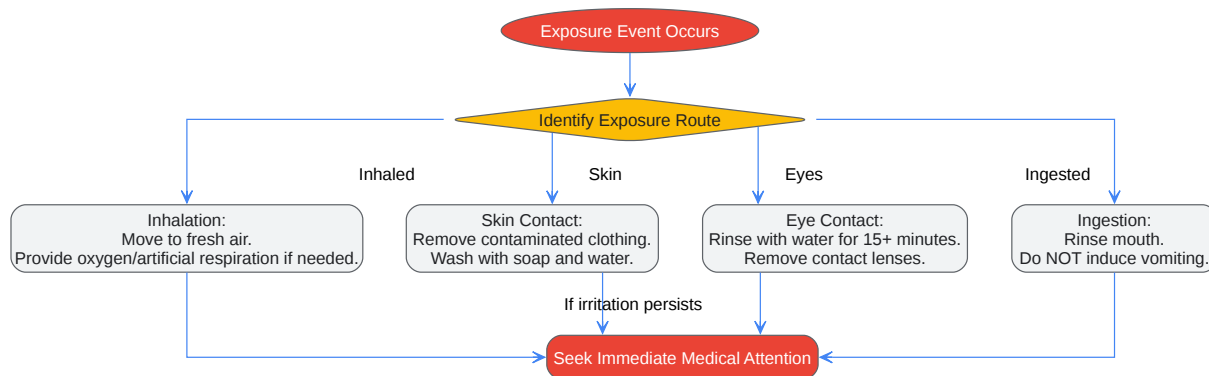 Exposure Event Occurs
Identify Exposure Route
Inhaled
Skin
Eyes
Ingested
Inhalation:
Move to fresh air.
Provide oxygen/artificial respiration if needed.
Skin Contact:
Remove contaminated clothing.
Wash with soap and water.
Eye Contact:
Rinse with water for 15+ minutes.
Remove contact lenses.
Ingestion:
Rinse mouth.
Do NOT induce vomiting.
If irritation persists
Seek Immediate Medical Attention